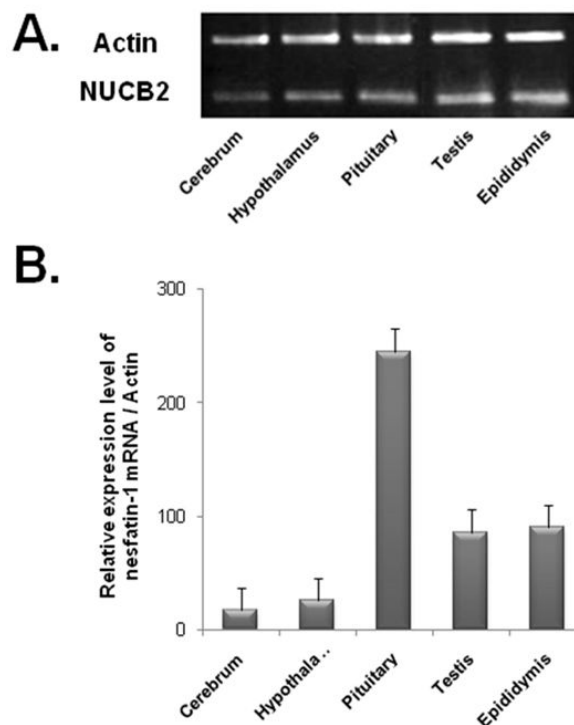 A.
Actin
NUCB2
Cerebrum
Hypothalamus
Pituitary
Testis
Epididymis
B.
Relative expression level of
nesfatin-1 mRNA / Actin
300
200
100
0
Cerebrum
Hypothala..
Pituitary
Testis
Epididymis